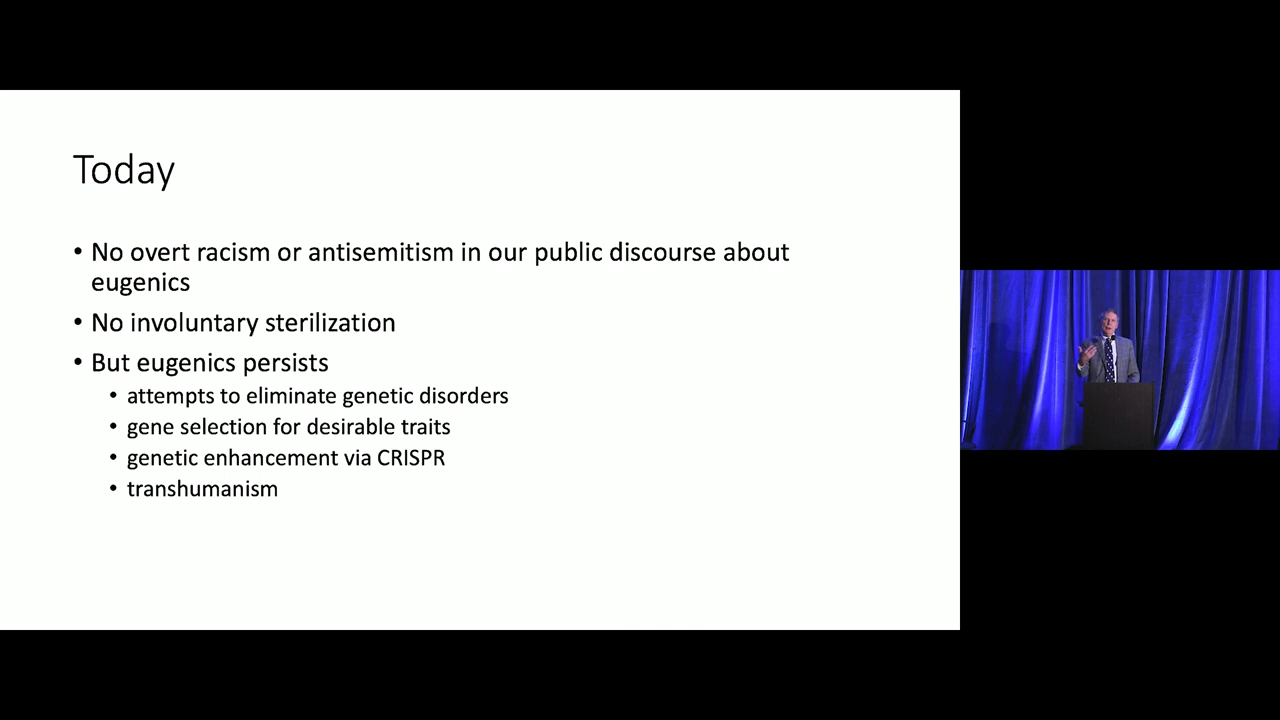 Today
• No overt racism or antisemitism in our public discourse about
eugenics
• No involuntary sterilization
• But eugenics persists
• attempts to eliminate genetic disorders
• gene selection for desirable traits
• genetic enhancement via CRISPR
• transhumanism